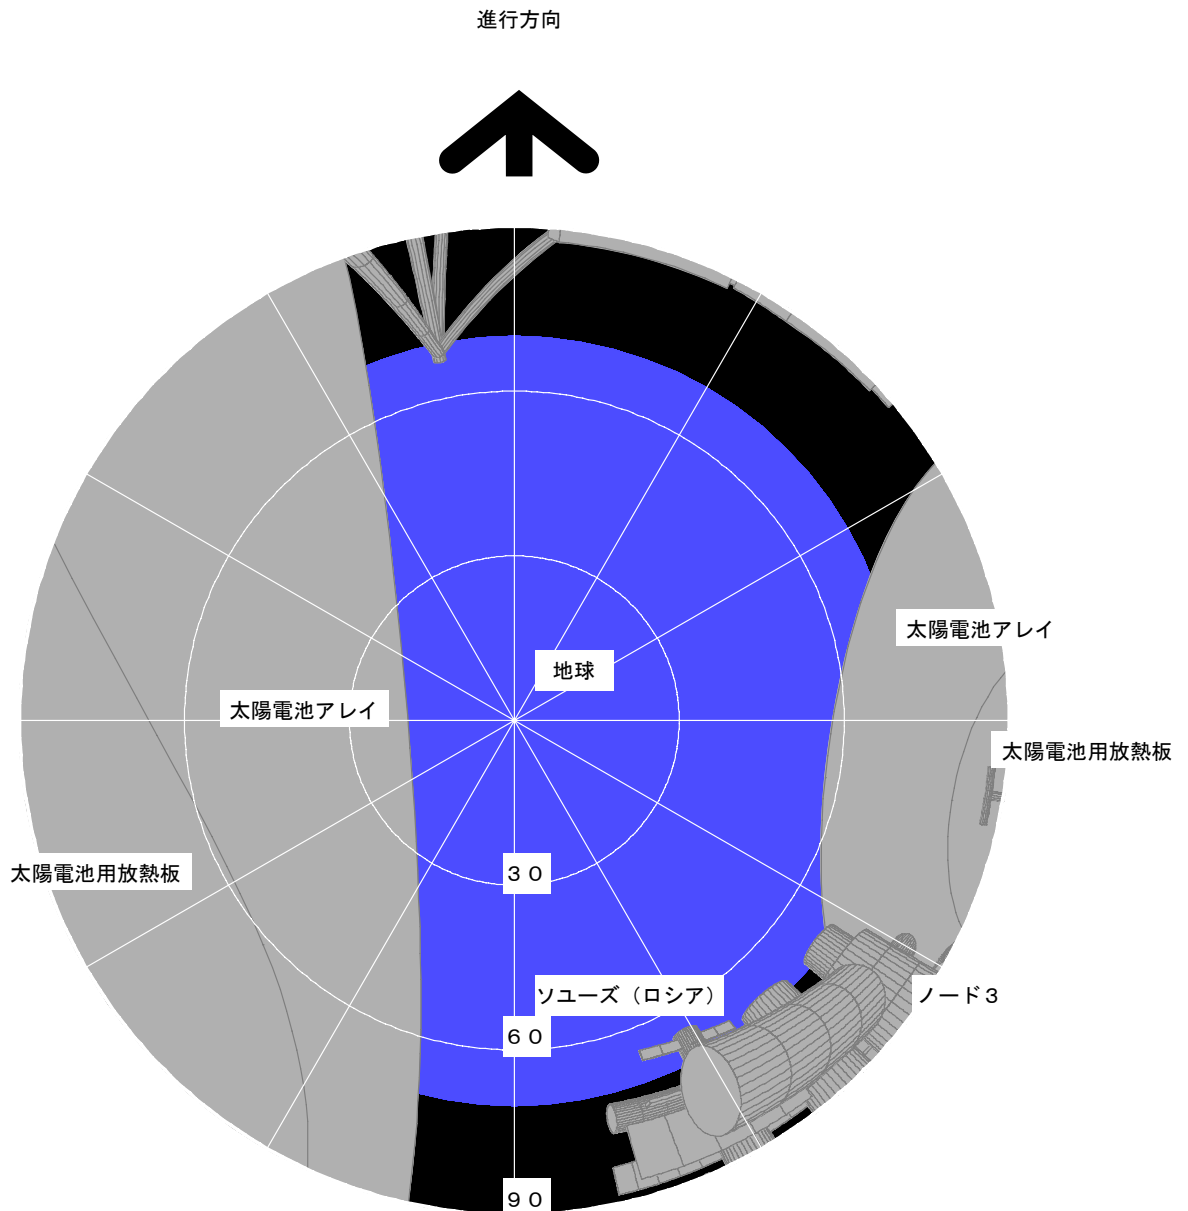 進行方向
太陽電池アレイ
地球
太陽電池アレイ
太陽電池用放熱板
太陽電池用放熱板
３０
ソユーズ（ロシア）
ノード３
６０
９０